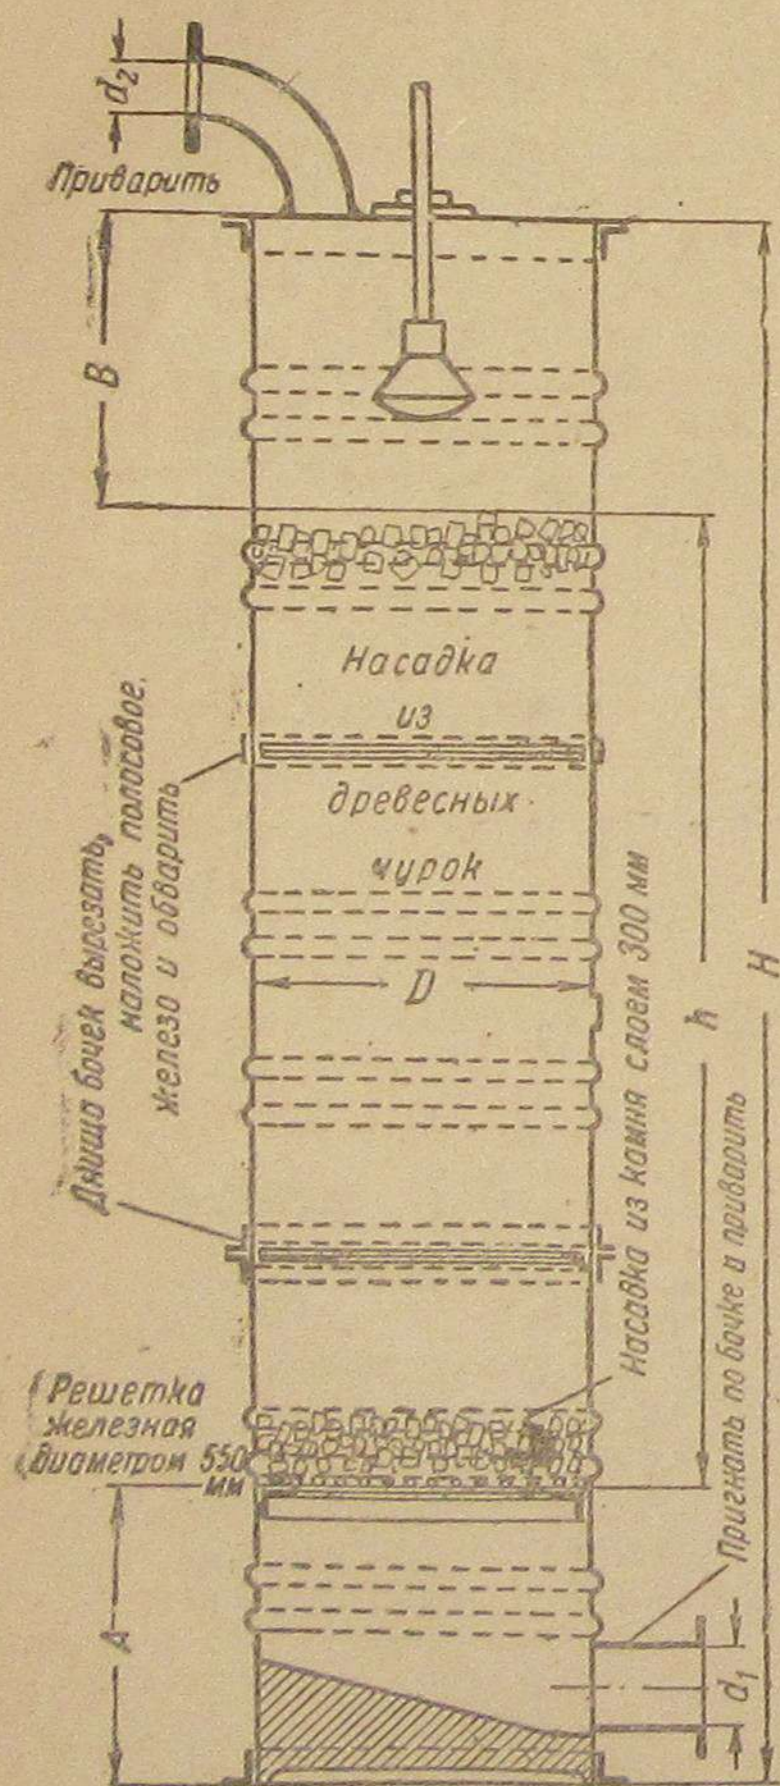 d₂
Приварить
B
Насадка
из
древесных
чурок
Днища бочек вырезать,
наложить полосовое
железо и обварить
D
H
h
Насадка из камня слоем 300 мм
Пригнать по бочке и приварить
Решетка
железная
диаметром 550
мм
A
d₁